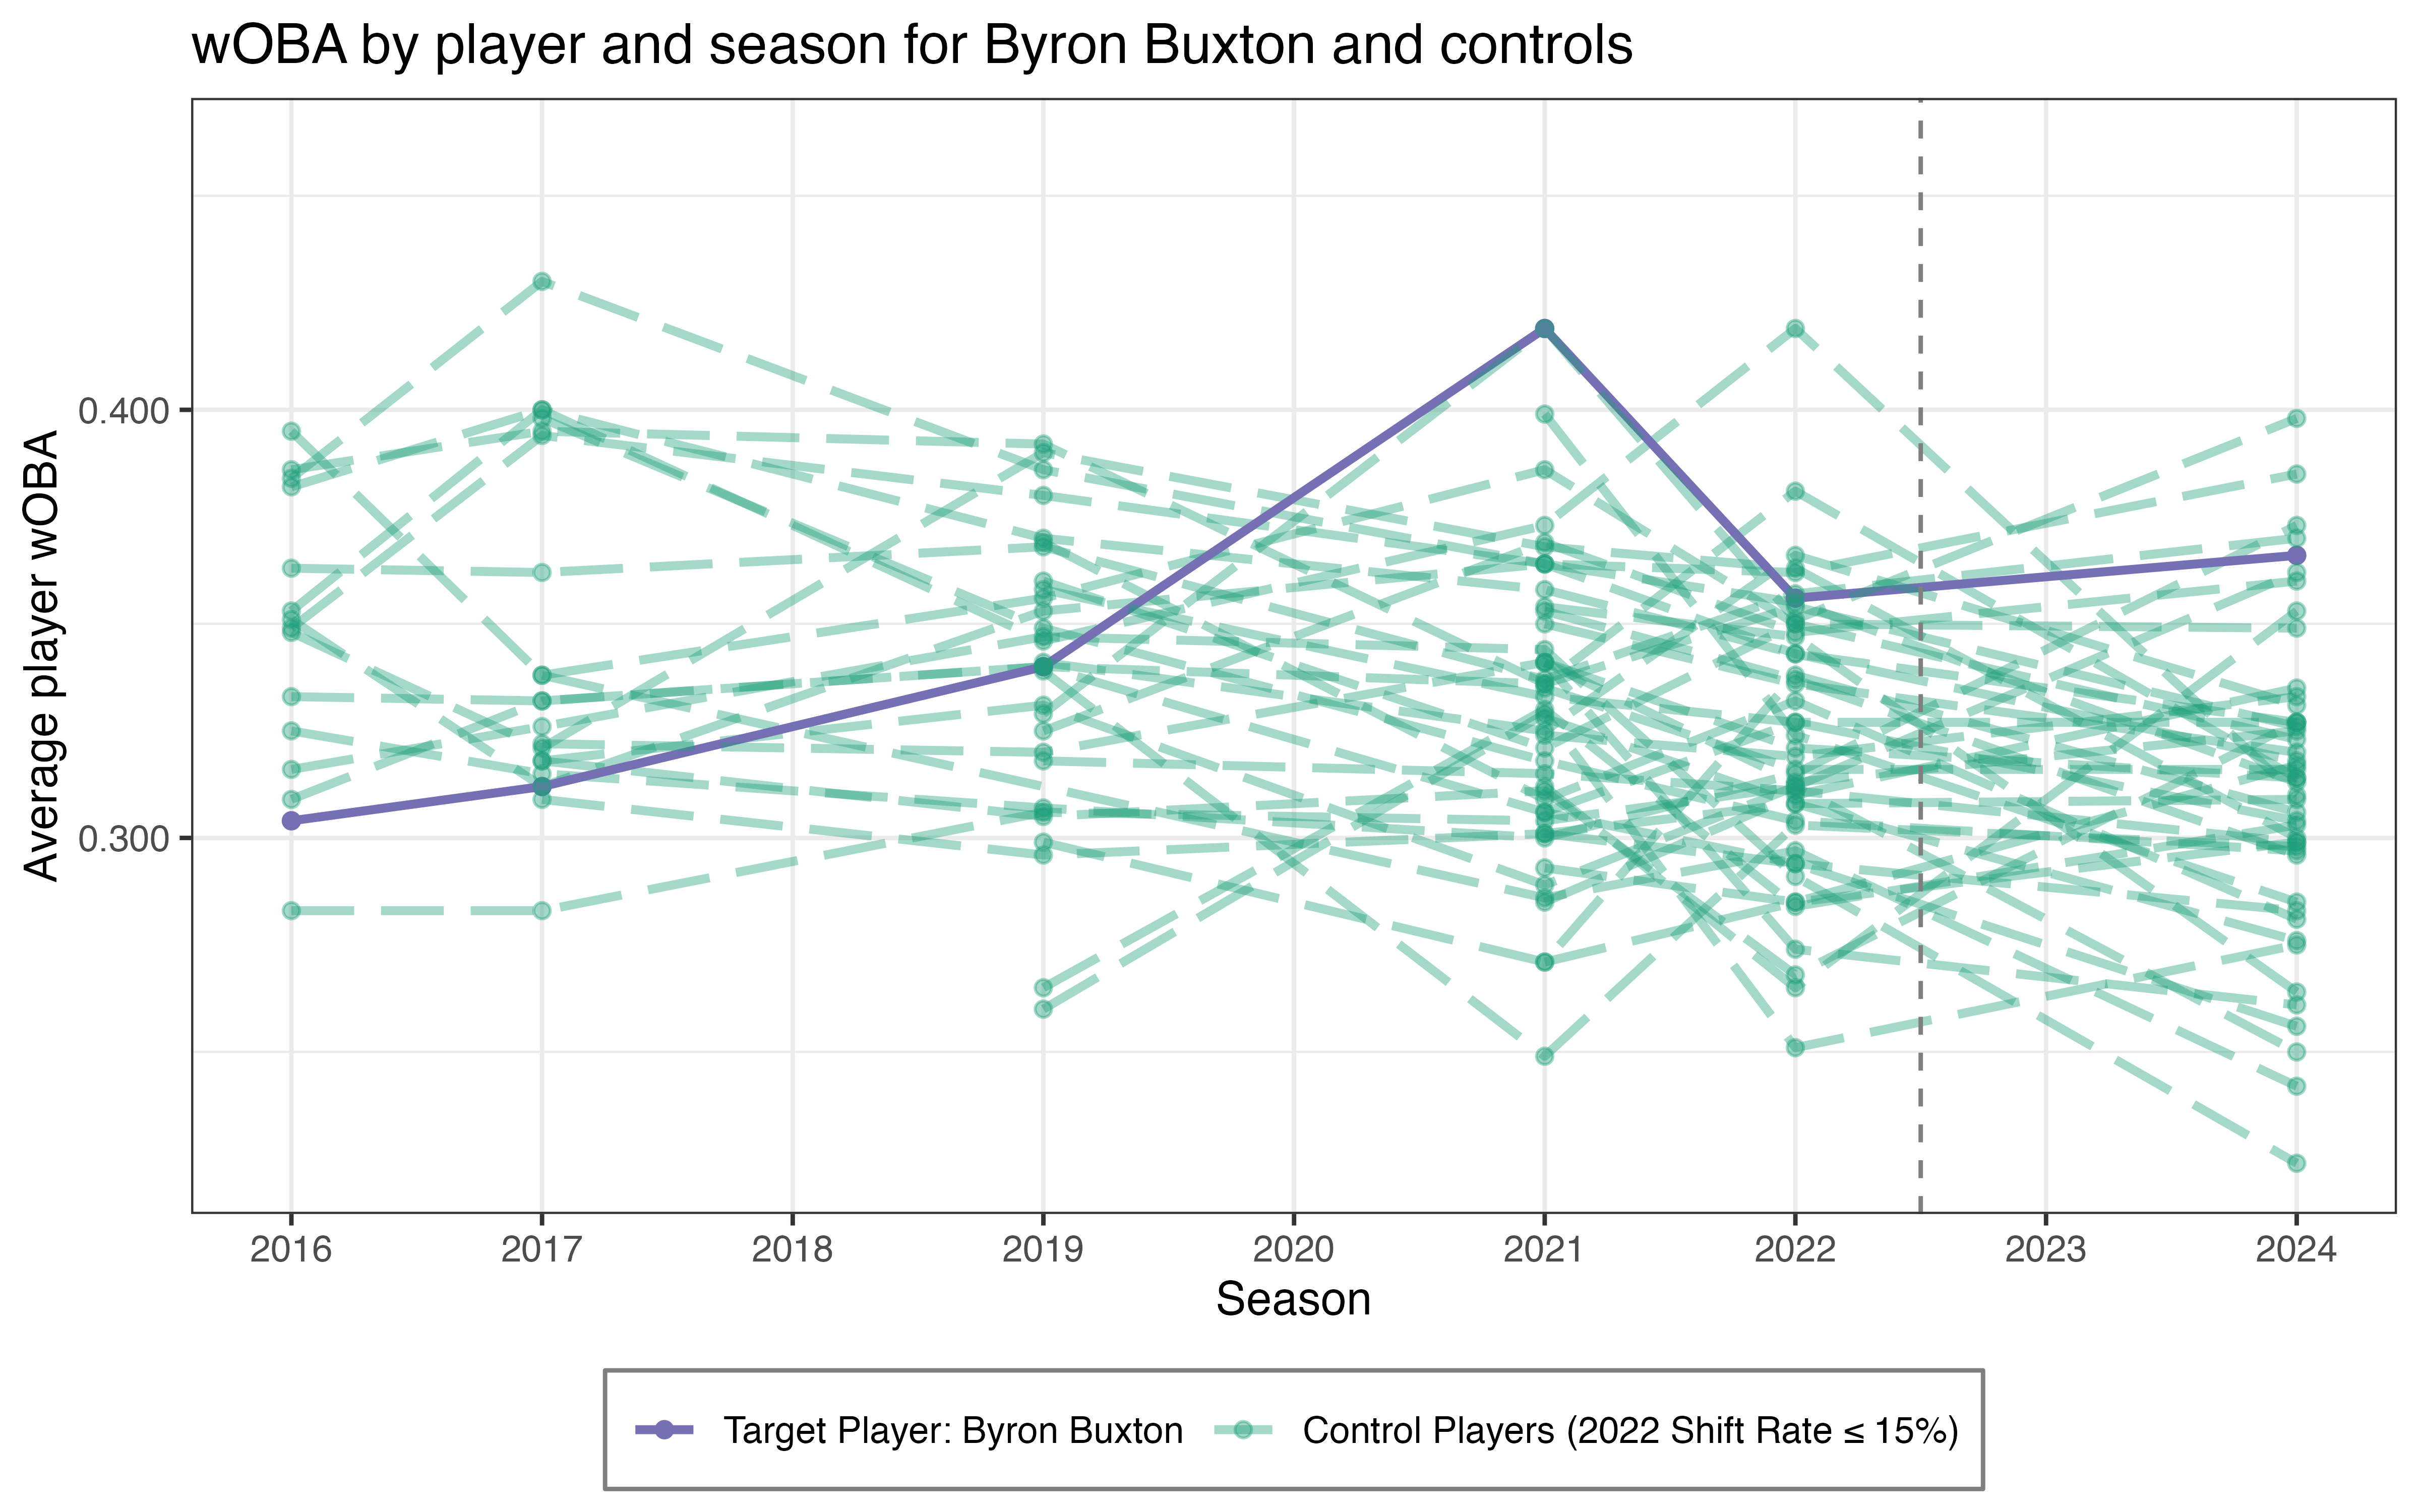 wOBA by player and season for Byron Buxton and controls
Average player wOBA
0.400
0.300
2016 2017 2018 2019 2020 2021 2022 2023 2024
Season
Target Player: Byron Buxton Control Players (2022 Shift Rate ≤ 15%)